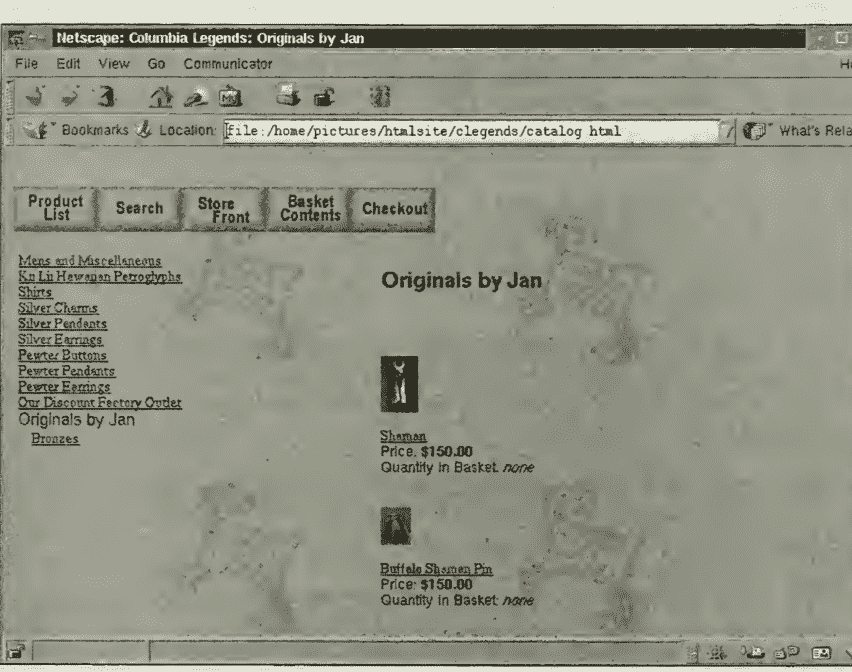 Netscape: Columbia Legends: Originals by Jan
File Edit View Go Communicator
Bookmarks Location: file:/home/pictures/htmlsite/clegends/catalog html What's Rela
Product List Search Store Front Basket Contents Checkout
Mens and Miscellaneous
Ku Lii Hawaiian Petroglyphs
Shirts
Silver Charms
Silver Pendants
Silver Earrings
Pewter Buttons
Pewter Pendants
Pewter Earrings
Our Discount Factory Outlet
Originals by Jan
Bronzes
Originals by Jan
Shaman
Price: $150.00
Quantity in Basket: none
Buffalo Shaman Pin
Price: $150.00
Quantity in Basket: none